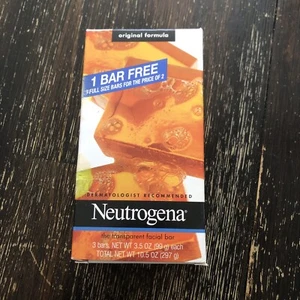 original formula
1 BAR FREE
3 FULL SIZE BARS FOR THE PRICE OF 2
DERMATOLOGIST RECOMMENDED
Neutrogena®
the transparent facial bar
3 bars, NET WT 3.5 OZ (99 g) each
TOTAL NET WT 10.5 OZ (297 g)